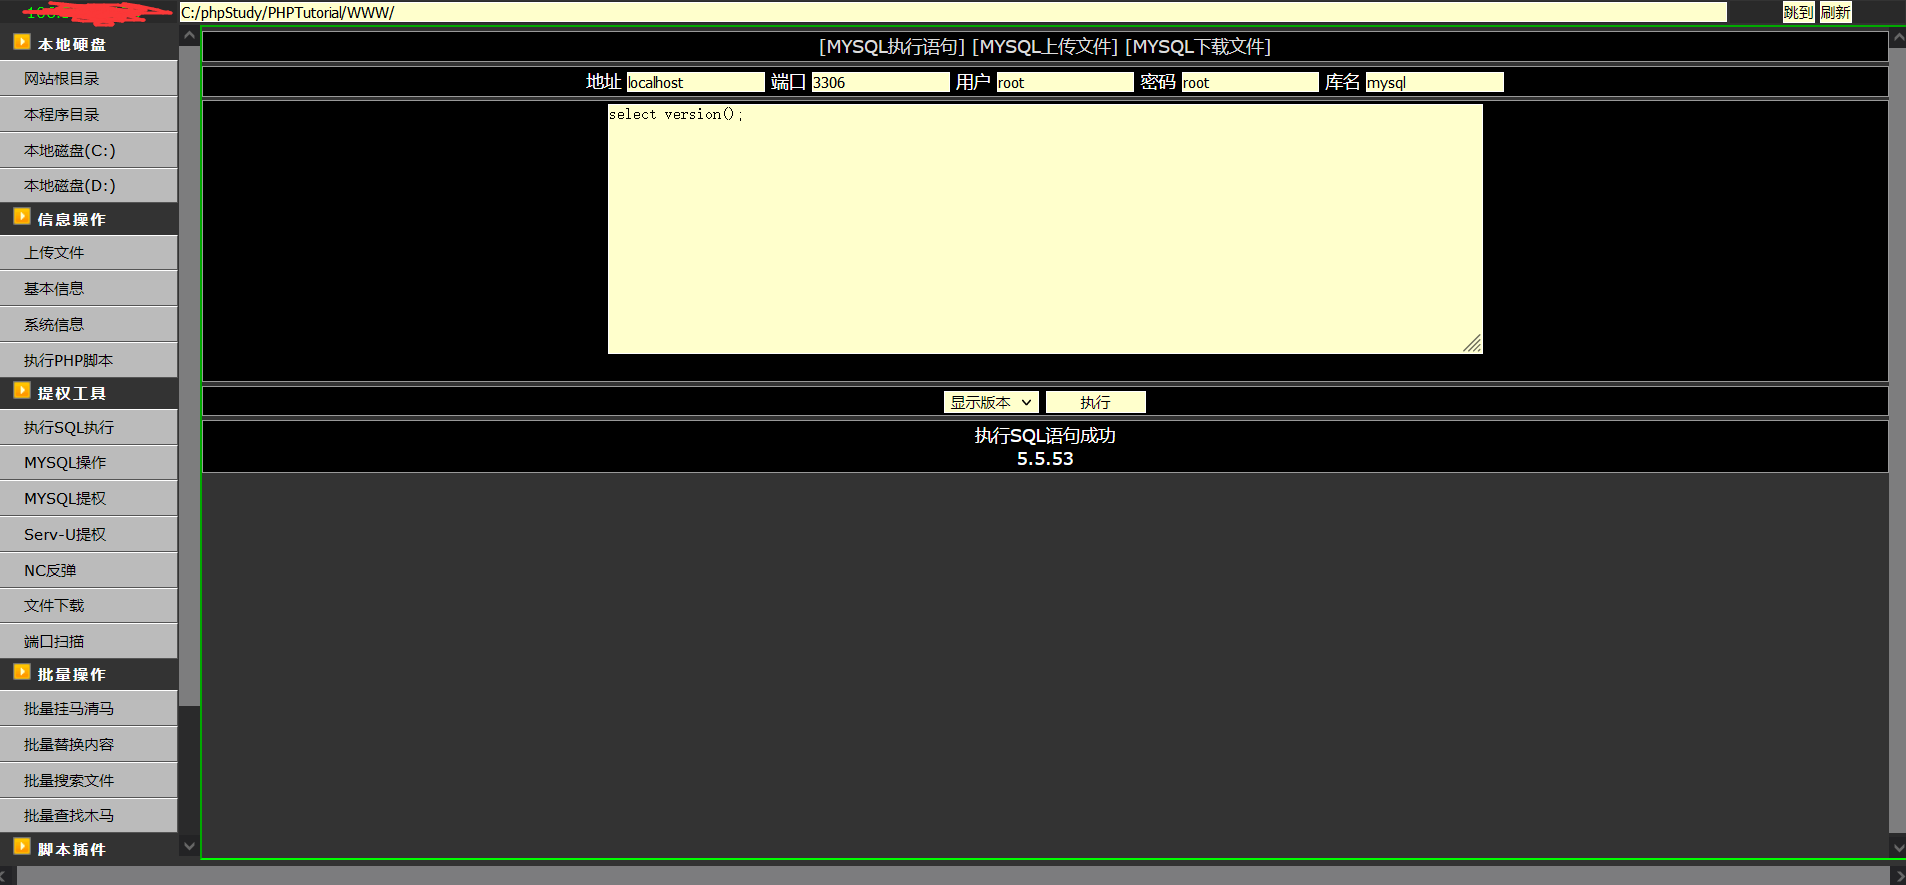 C:/phpStudy/PHPTutorial/WWW/ 跳到 刷新
本地硬盘
网站根目录
本程序目录
本地磁盘(C:)
本地磁盘(D:)
信息操作
上传文件
基本信息
系统信息
执行PHP脚本
提权工具
执行SQL执行
MYSQL操作
MYSQL提权
Serv-U提权
NC反弹
文件下载
端口扫描
批量操作
批量挂马清马
批量替换内容
批量搜索文件
批量查找木马
脚本插件
[MYSQL执行语句] [MYSQL上传文件] [MYSQL下载文件]
地址 localhost 端口 3306 用户 root 密码 root 库名 mysql
select version();
显示版本 执行
执行SQL语句成功
5.5.53